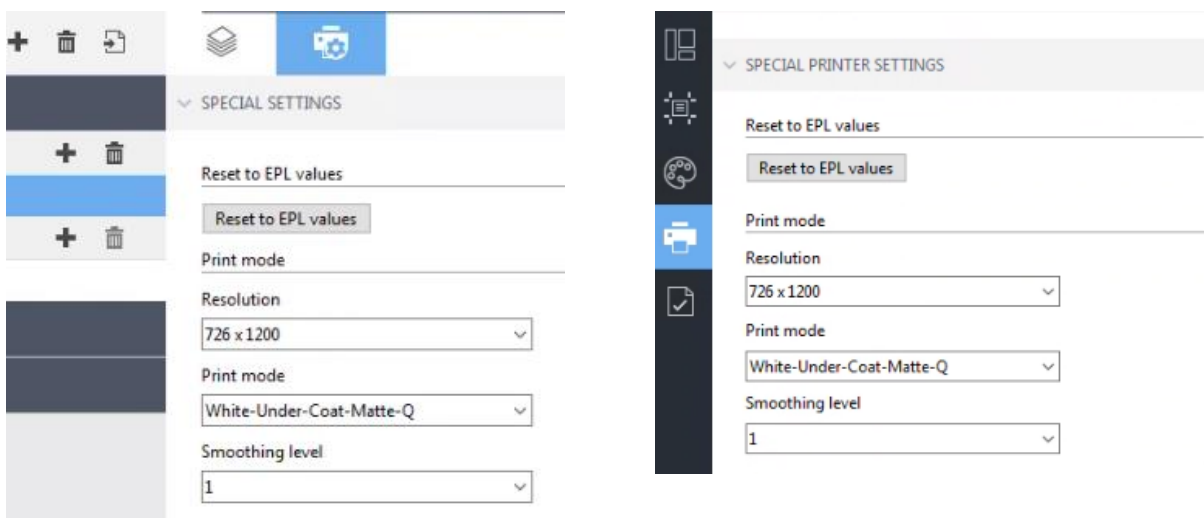 SPECIAL SETTINGS
Reset to EPL values
Reset to EPL values
Print mode
Resolution
726 x 1200
Print mode
White-Under-Coat-Matte-Q
Smoothing level
1
SPECIAL PRINTER SETTINGS
Reset to EPL values
Reset to EPL values
Print mode
Resolution
726 x 1200
Print mode
White-Under-Coat-Matte-Q
Smoothing level
1